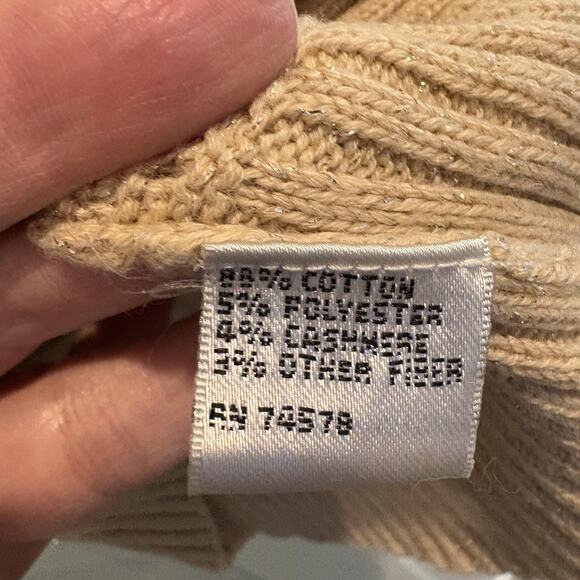 88% COTTON
5% POLYESTER
4% CASHMERE
3% OTHER FIBER
RN 74578